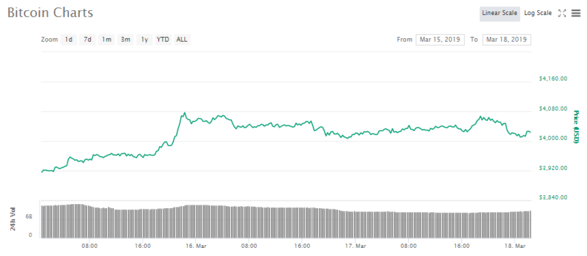 Bitcoin Charts
Linear Scale Log Scale
Zoom 1d 7d 1m 3m 1y YTD ALL
From Mar 15, 2019 To Mar 18, 2019
$4,160.00
$4,080.00
$4,000.00
$3,920.00
$3,840.00
Price (USD)
24h Vol
0
08:00 16:00 16. Mar 08:00 16:00 17. Mar 08:00 16:00 18. Mar